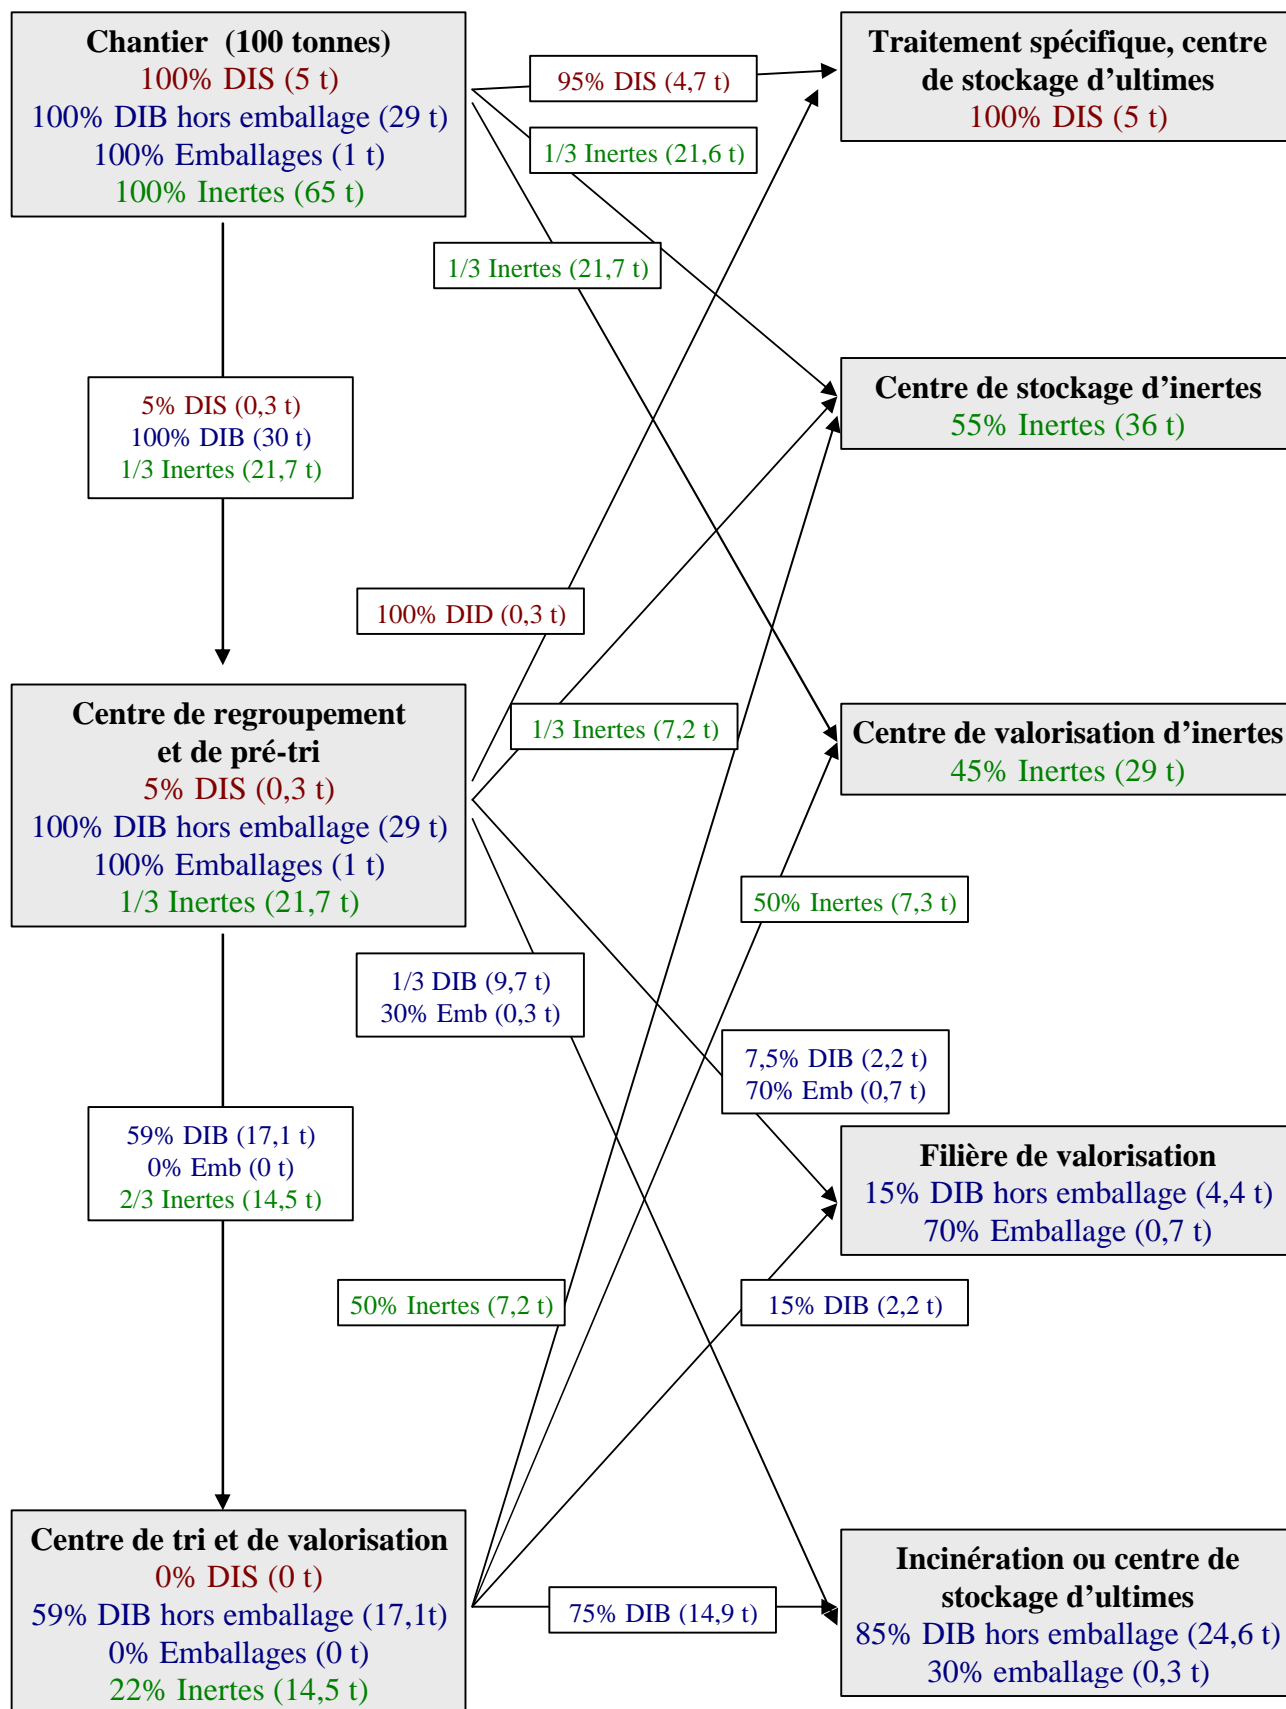 Chantier (100 tonnes)
100% DIS (5 t)
100% DIB hors emballage (29 t)
100% Emballages (1 t)
100% Inertes (65 t)
95% DIS (4,7 t)
1/3 Inertes (21,6 t)
1/3 Inertes (21,7 t)
Traitement spécifique, centre
de stockage d’ultimes
100% DIS (5 t)
5% DIS (0,3 t)
100% DIB (30 t)
1/3 Inertes (21,7 t)
Centre de stockage d’inertes
55% Inertes (36 t)
100% DID (0,3 t)
1/3 Inertes (7,2 t)
Centre de regroupement
et de pré-tri
5% DIS (0,3 t)
100% DIB hors emballage (29 t)
100% Emballages (1 t)
1/3 Inertes (21,7 t)
Centre de valorisation d’inertes
45% Inertes (29 t)
50% Inertes (7,3 t)
1/3 DIB (9,7 t)
30% Emb (0,3 t)
7,5% DIB (2,2 t)
70% Emb (0,7 t)
59% DIB (17,1 t)
0% Emb (0 t)
2/3 Inertes (14,5 t)
Filière de valorisation
15% DIB hors emballage (4,4 t)
70% Emballage (0,7 t)
50% Inertes (7,2 t)
15% DIB (2,2 t)
Centre de tri et de valorisation
0% DIS (0 t)
59% DIB hors emballage (17,1t)
0% Emballages (0 t)
22% Inertes (14,5 t)
75% DIB (14,9 t)
Incinération ou centre de
stockage d’ultimes
85% DIB hors emballage (24,6 t)
30% emballage (0,3 t)